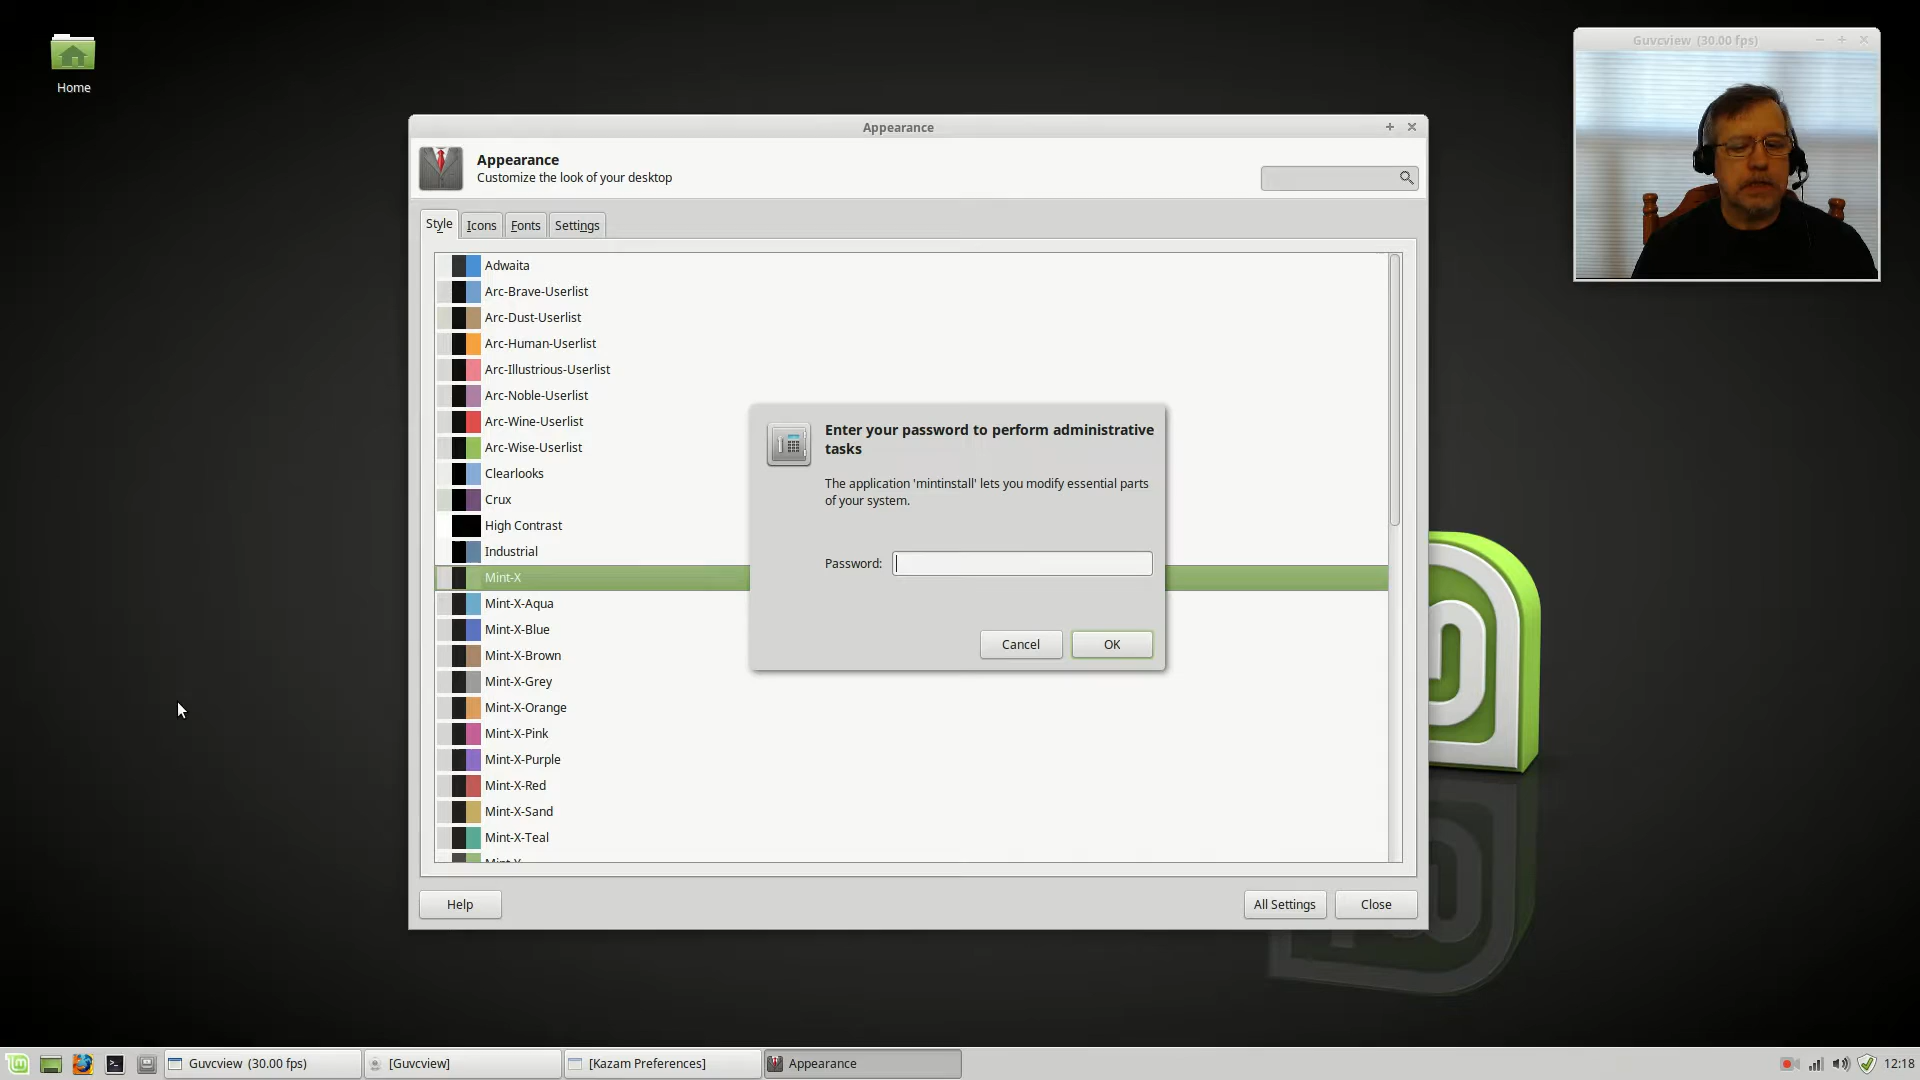 Home
Guvcview (30.00 fps)
Appearance
Appearance
Customize the look of your desktop
Style
Icons
Fonts
Settings
Adwaita
Arc-Brave-Userlist
Arc-Dust-Userlist
Arc-Human-Userlist
Arc-Illustrious-Userlist
Arc-Noble-Userlist
Arc-Wine-Userlist
Arc-Wise-Userlist
Clearlooks
Crux
High Contrast
Industrial
Mint-X
Mint-X-Aqua
Mint-X-Blue
Mint-X-Brown
Mint-X-Grey
Mint-X-Orange
Mint-X-Pink
Mint-X-Purple
Mint-X-Red
Mint-X-Sand
Mint-X-Teal
Enter your password to perform administrative
tasks
The application 'mintinstall' lets you modify essential parts
of your system.
Password:
Cancel
OK
Help
All Settings
Close
Guvcview (30.00 fps)
[Guvcview]
[Kazam Preferences]
Appearance
12:18